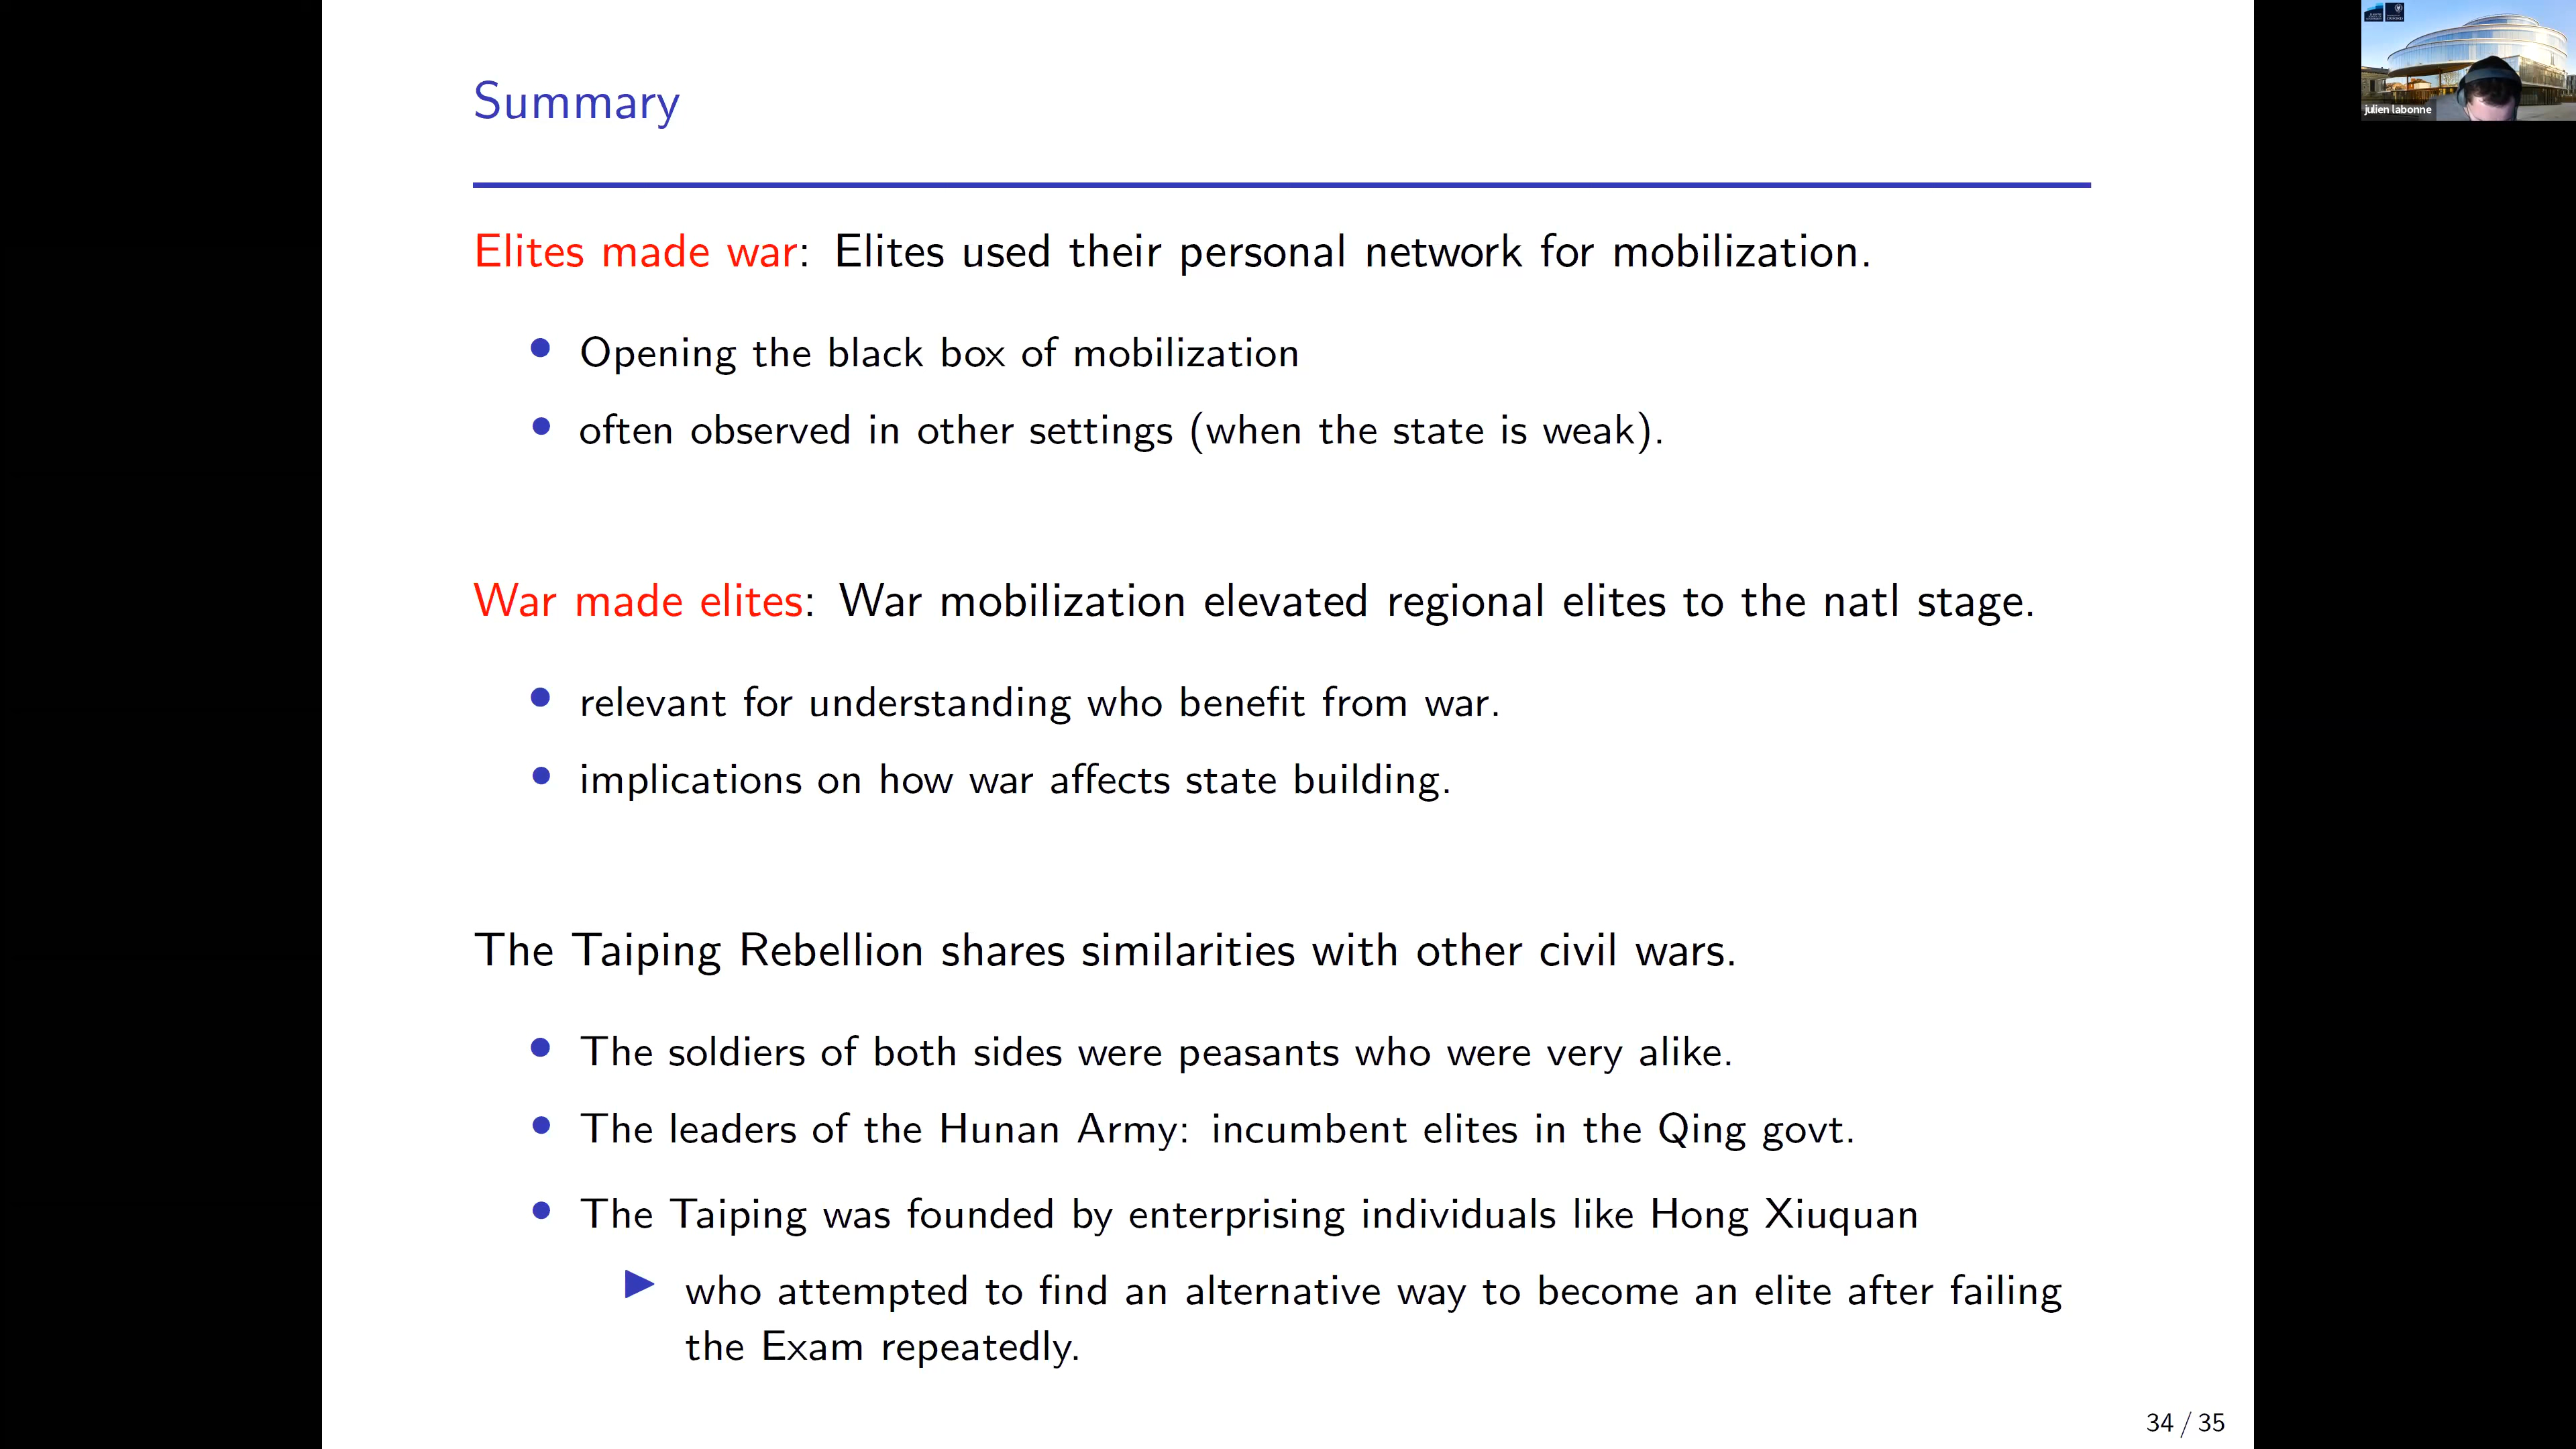 Summary
Elites made war: Elites used their personal network for mobilization.
Opening the black box of mobilization
often observed in other settings (when the state is weak).
War made elites: War mobilization elevated regional elites to the natl stage.
relevant for understanding who benefit from war.
implications on how war affects state building.
The Taiping Rebellion shares similarities with other civil wars.
The soldiers of both sides were peasants who were very alike.
The leaders of the Hunan Army: incumbent elites in the Qing govt.
The Taiping was founded by enterprising individuals like Hong Xiuquan
who attempted to find an alternative way to become an elite after failing
the Exam repeatedly.
34 / 35
julien labonne